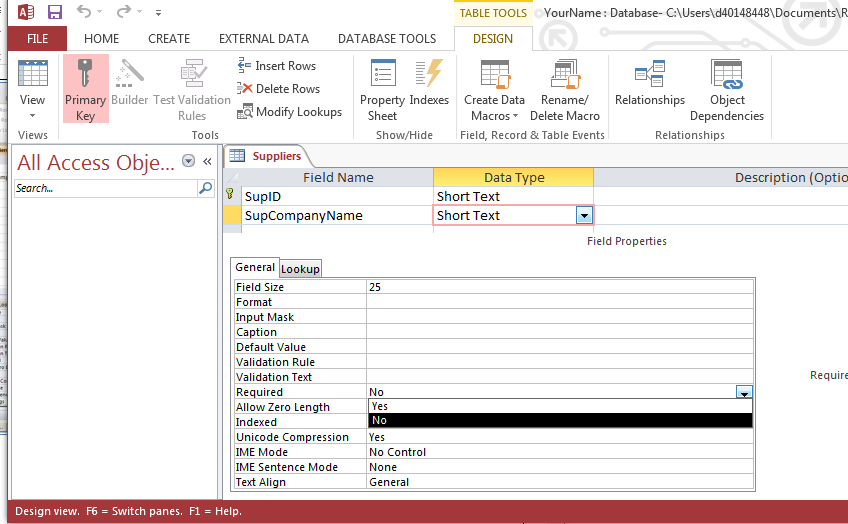 TABLE TOOLS YourName : Database- C:\Users\d40148448\Documents\R
FILE HOME CREATE EXTERNAL DATA DATABASE TOOLS DESIGN
View
Primary Key
Builder
Test Validation Rules
Insert Rows
Delete Rows
Modify Lookups
Property Sheet
Indexes
Create Data Macros
Rename/ Delete Macro
Relationships
Object Dependencies
Views Tools Show/Hide Field, Record & Table Events Relationships
All Access Obje... «
Search...
Suppliers
Field Name Data Type Description (Optio
SupID Short Text
SupCompanyName Short Text
Field Properties
General Lookup
Field Size 25
Format
Input Mask
Caption
Default Value
Validation Rule
Validation Text
Required No
Allow Zero Length Yes
Indexed No
Unicode Compression Yes
IME Mode No Control
IME Sentence Mode None
Text Align General
Require
Design view. F6 = Switch panes. F1 = Help.